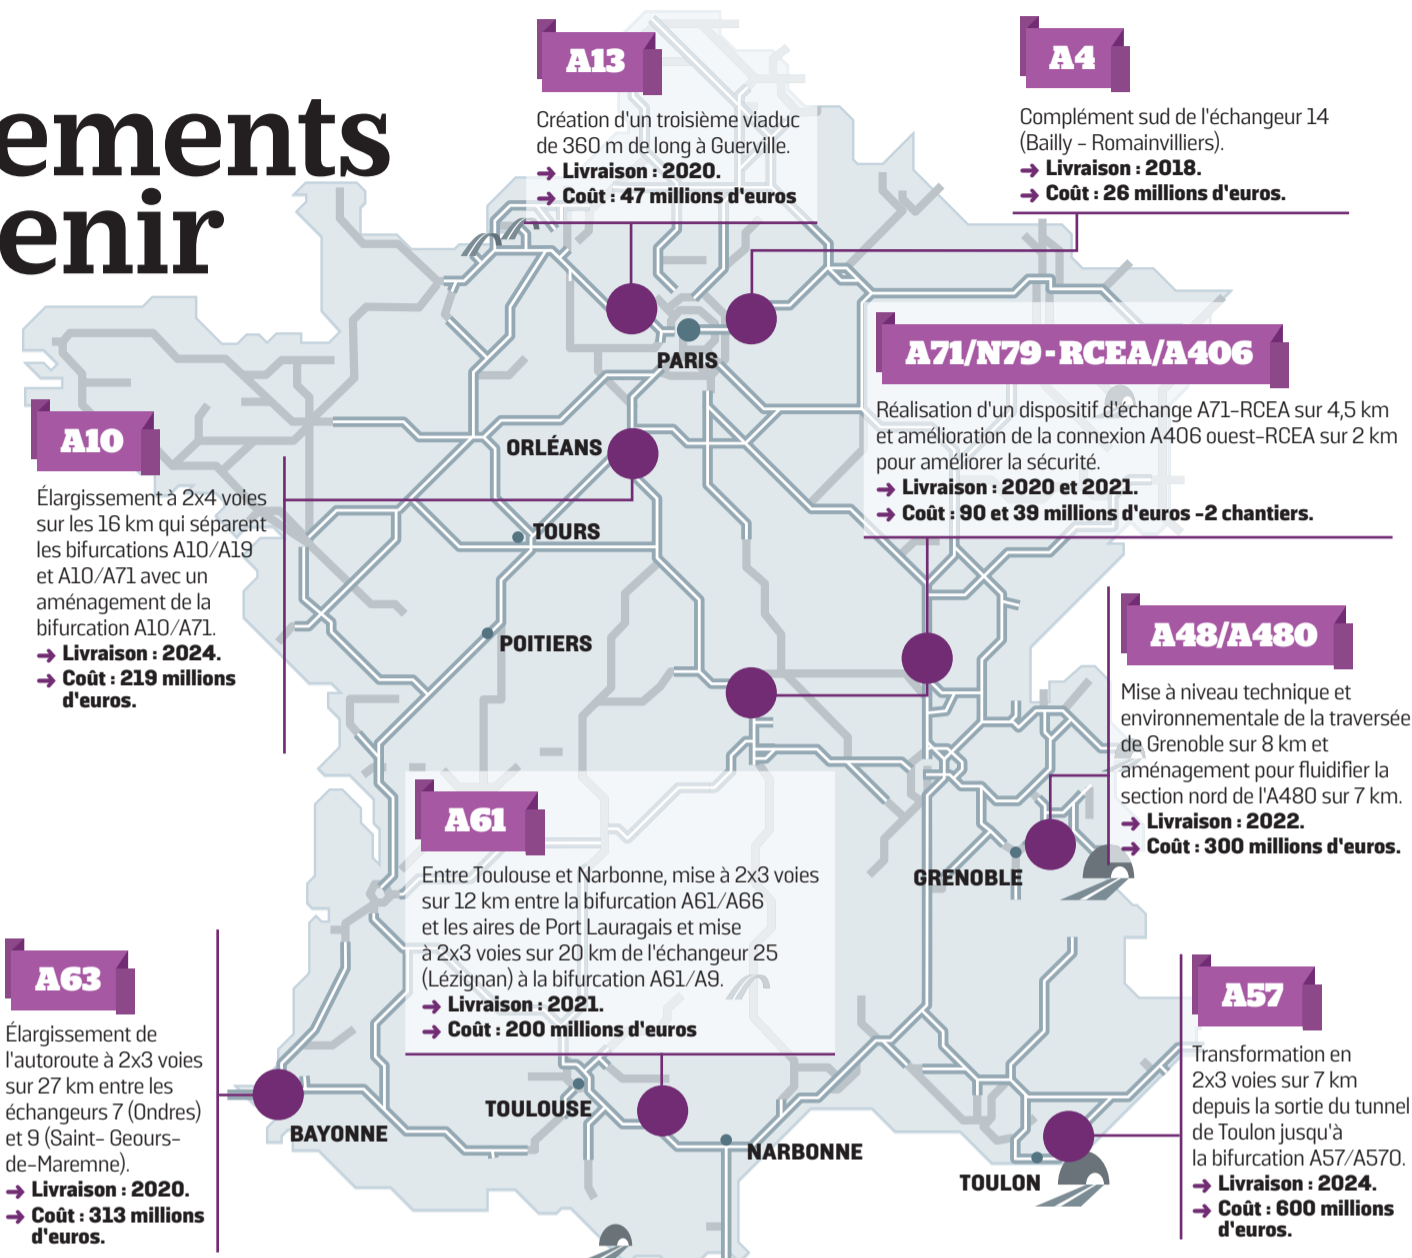 ements
enir
A13
Création d'un troisième viaduc
de 360 m de long à Guerville.
→ Livraison : 2020.
→ Coût : 47 millions d'euros
A4
Complément sud de l'échangeur 14
(Bailly - Romainvilliers).
→ Livraison : 2018.
→ Coût : 26 millions d'euros.
A71/N79 - RCEA/A406
Réalisation d'un dispositif d'échange A71-RCEA sur 4,5 km
et amélioration de la connexion A406 ouest-RCEA sur 2 km
pour améliorer la sécurité.
→ Livraison : 2020 et 2021.
→ Coût : 90 et 39 millions d'euros -2 chantiers.
A10
Élargissement à 2x4 voies
sur les 16 km qui séparent
les bifurcations A10/A19
et A10/A71 avec un
aménagement de la
bifurcation A10/A71.
→ Livraison : 2024.
→ Coût : 219 millions
d'euros.
PARIS
ORLÉANS
TOURS
POITIERS
A48/A480
Mise à niveau technique et
environnementale de la traversée
de Grenoble sur 8 km et
aménagement pour fluidifier la
section nord de l'A480 sur 7 km.
→ Livraison : 2022.
→ Coût : 300 millions d'euros.
GRENOBLE
A61
Entre Toulouse et Narbonne, mise à 2x3 voies
sur 12 km entre la bifurcation A61/A66
et les aires de Port Lauragais et mise
à 2x3 voies sur 20 km de l'échangeur 25
(Lézignan) à la bifurcation A61/A9.
→ Livraison : 2021.
→ Coût : 200 millions d'euros
A63
Élargissement de
l'autoroute à 2x3 voies
sur 27 km entre les
échangeurs 7 (Ondres)
et 9 (Saint- Geours-
de-Maremne).
→ Livraison : 2020.
→ Coût : 313 millions
d'euros.
BAYONNE
TOULOUSE
NARBONNE
TOULON
A57
Transformation en
2x3 voies sur 7 km
depuis la sortie du tunnel
de Toulon jusqu'à
la bifurcation A57/A570.
→ Livraison : 2024.
→ Coût : 600 millions
d'euros.